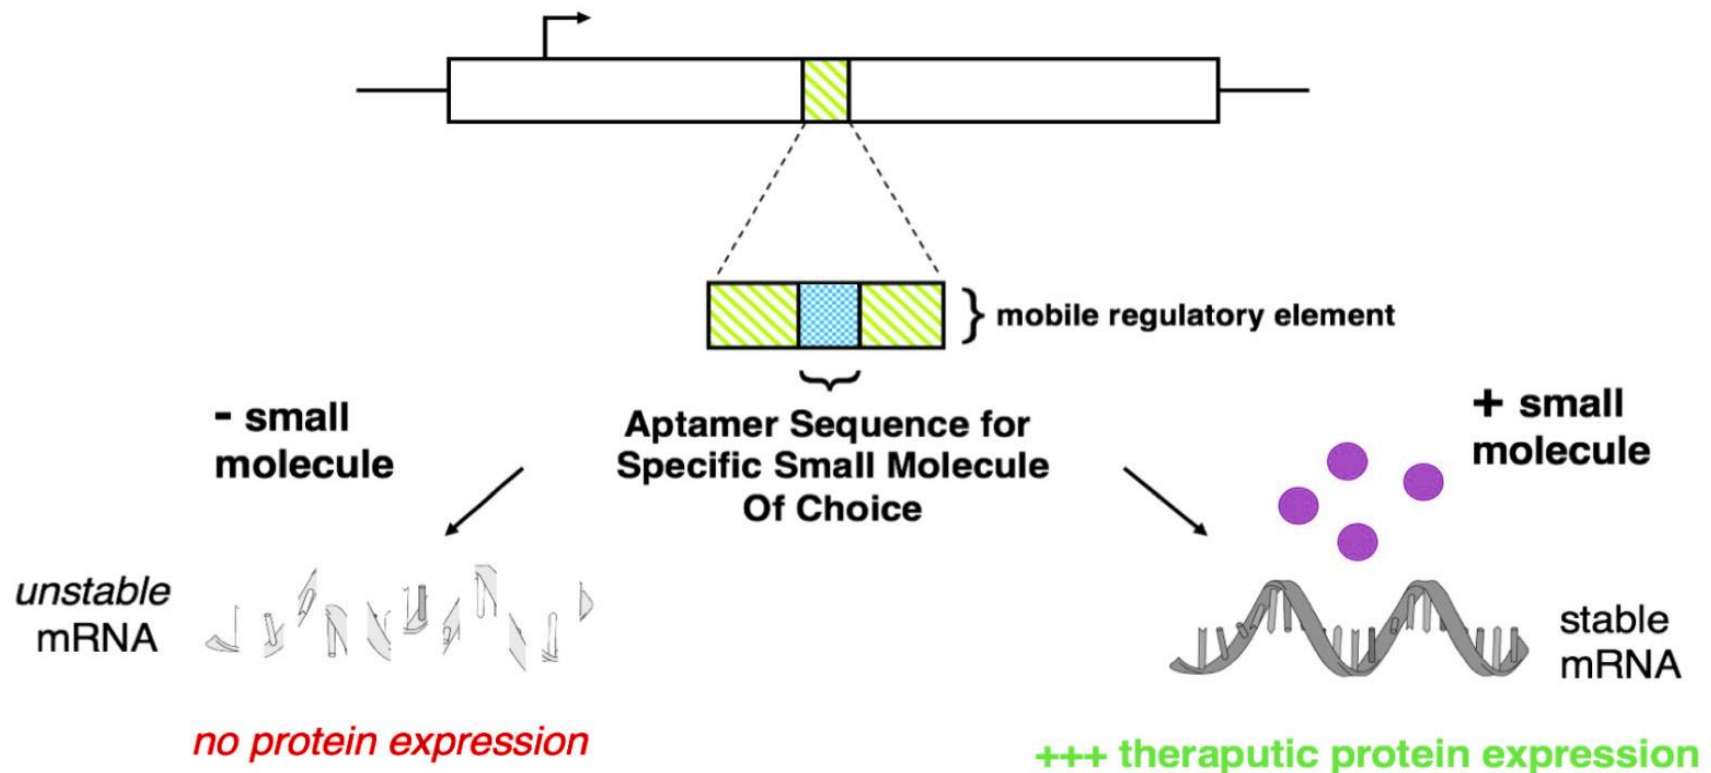 mobile regulatory element
Aptamer Sequence for
Specific Small Molecule
Of Choice
- small
molecule
unstable
mRNA
no protein expression
+ small
molecule
stable
mRNA
+++ theraputic protein expression